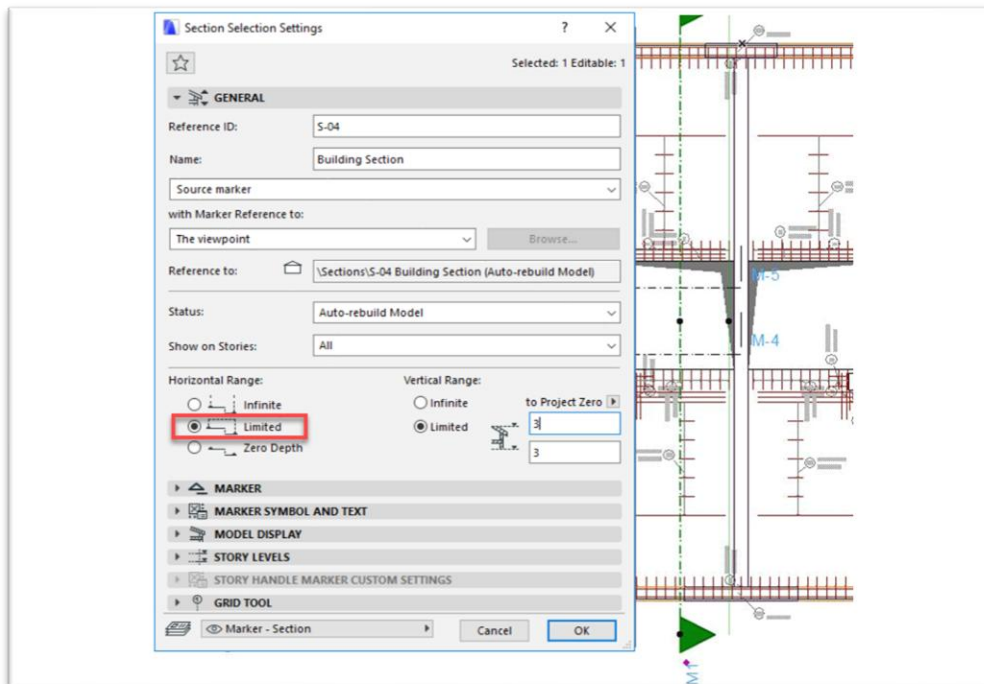 Section Selection Settings ? ×
Selected: 1 Editable: 1
GENERAL
Reference ID: S-04
Name: Building Section
Source marker
with Marker Reference to:
The viewpoint Browse...
Reference to: \Sections\S-04 Building Section (Auto-rebuild Model)
Status: Auto-rebuild Model
Show on Stories: All
Horizontal Range: Vertical Range:
Infinite Infinite to Project Zero
Limited Limited 3
Zero Depth 3
MARKER
MARKER SYMBOL AND TEXT
MODEL DISPLAY
STORY LEVELS
STORY HANDLE MARKER CUSTOM SETTINGS
GRID TOOL
Marker - Section Cancel OK
M-5
M-4
M1